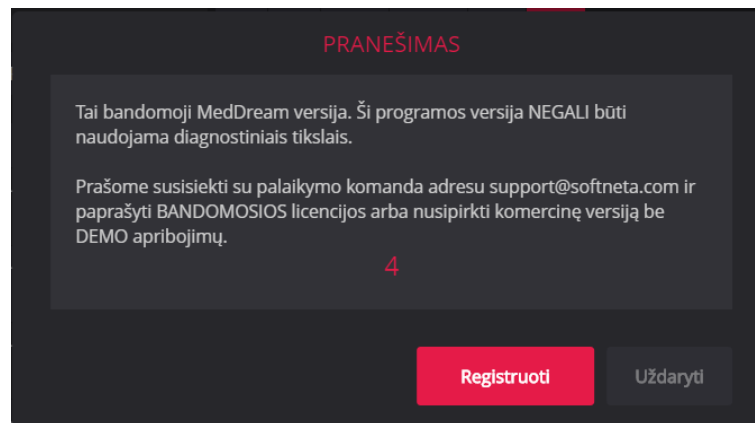 PRANEŠIMAS
Tai bandomoji MedDream versija. Ši programos versija NEGALI būti
naudojama diagnostiniais tikslais.
Prašome susisiekti su palaikymo komanda adresu support@softneta.com ir
paprašyti BANDOMOSIOS licencijos arba nusipirkti komercinę versiją be
DEMO apribojimų.
4
Registruoti Uždaryti